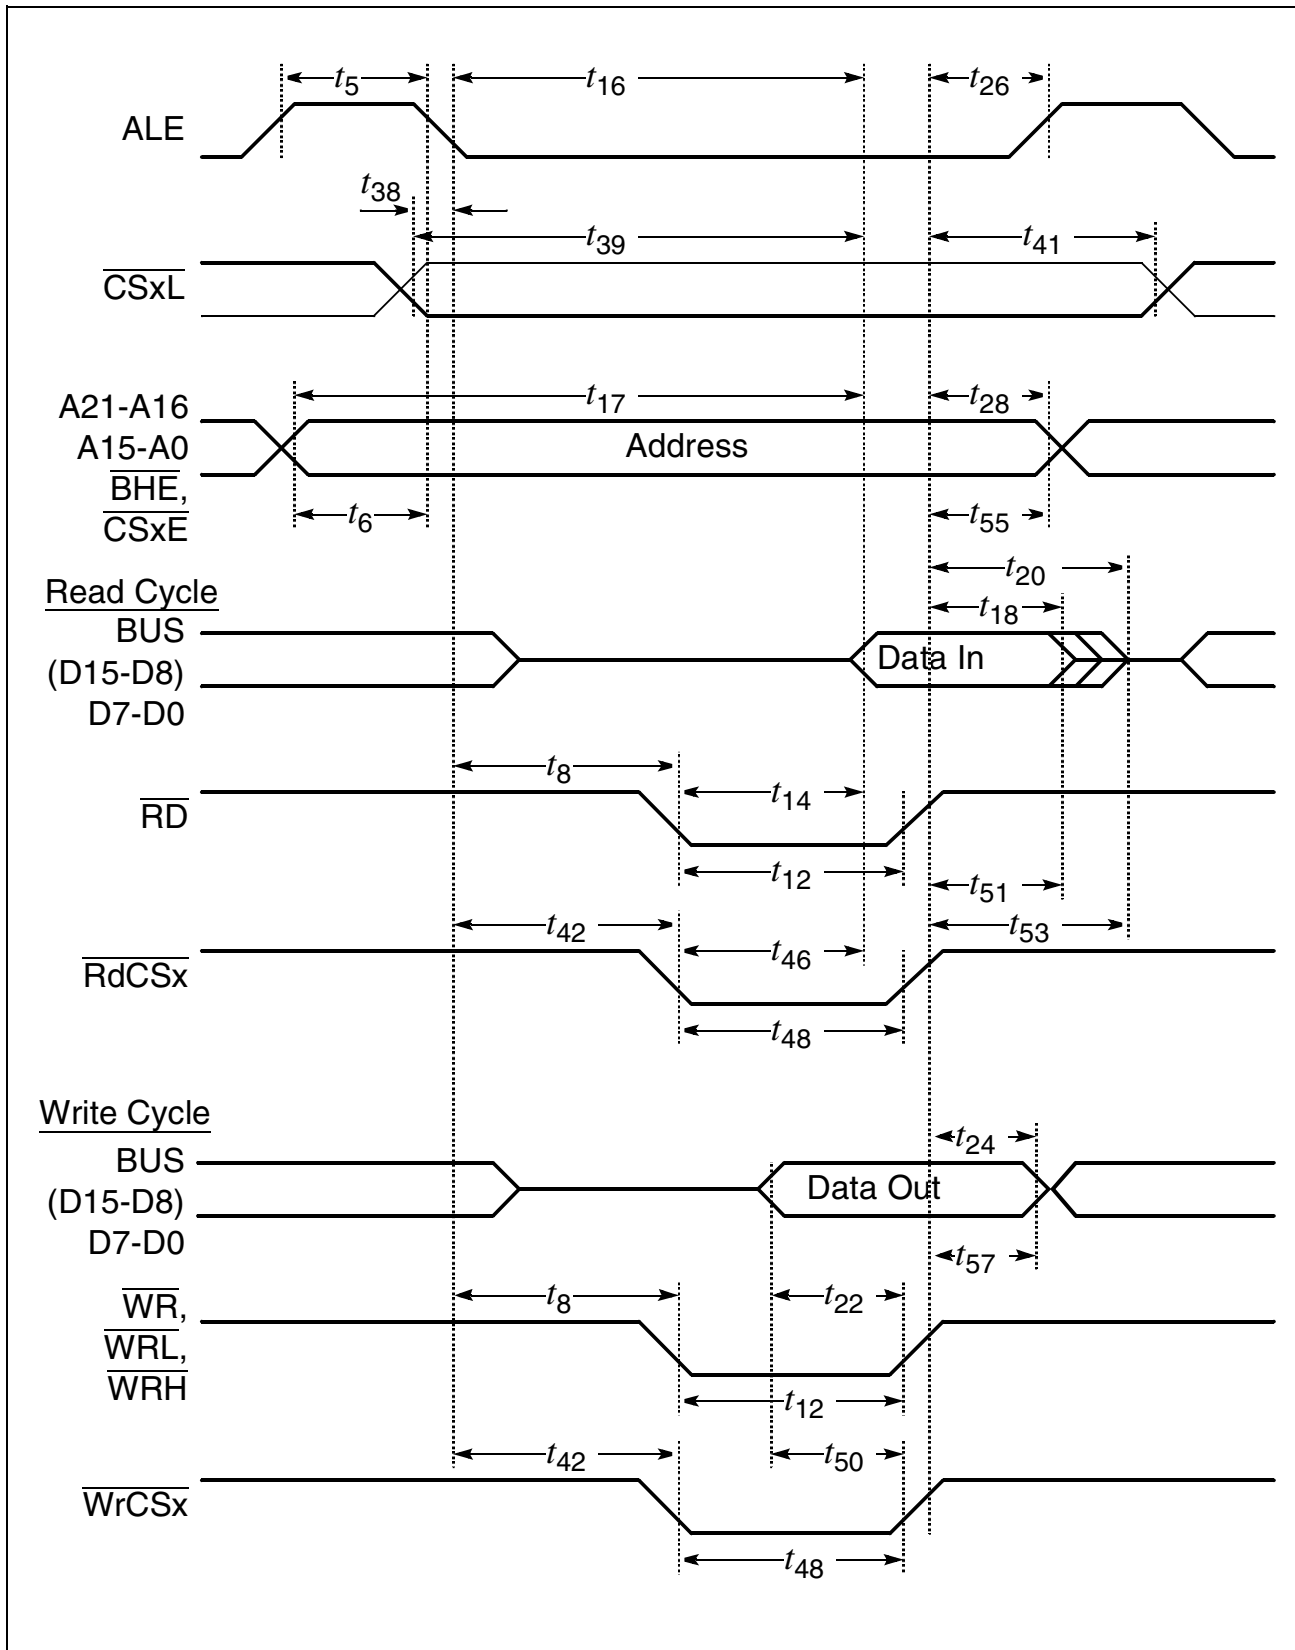 t5 t16 t26
ALE
t38
t39 t41
CSxL
t17 t28
A21-A16
A15-A0 Address
BHE,
CSxE t6 t55
t20
Read Cycle
t18
BUS
(D15-D8) Data In
D7-D0
t8
t14
RD
t12 t51
t42 t53
t46
RdCSx
t48
Write Cycle
t24
BUS
(D15-D8) Data Out
D7-D0
t57
WR, t8 t22
WRL,
WRH
t12
t42 t50
WrCSx
t48